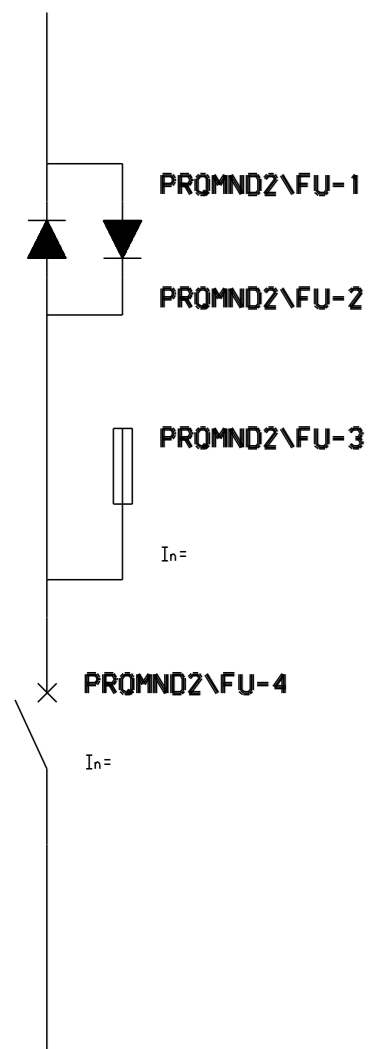 PROMND2\FU-1
PROMND2\FU-2
PROMND2\FU-3
In=
PROMND2\FU-4
In=